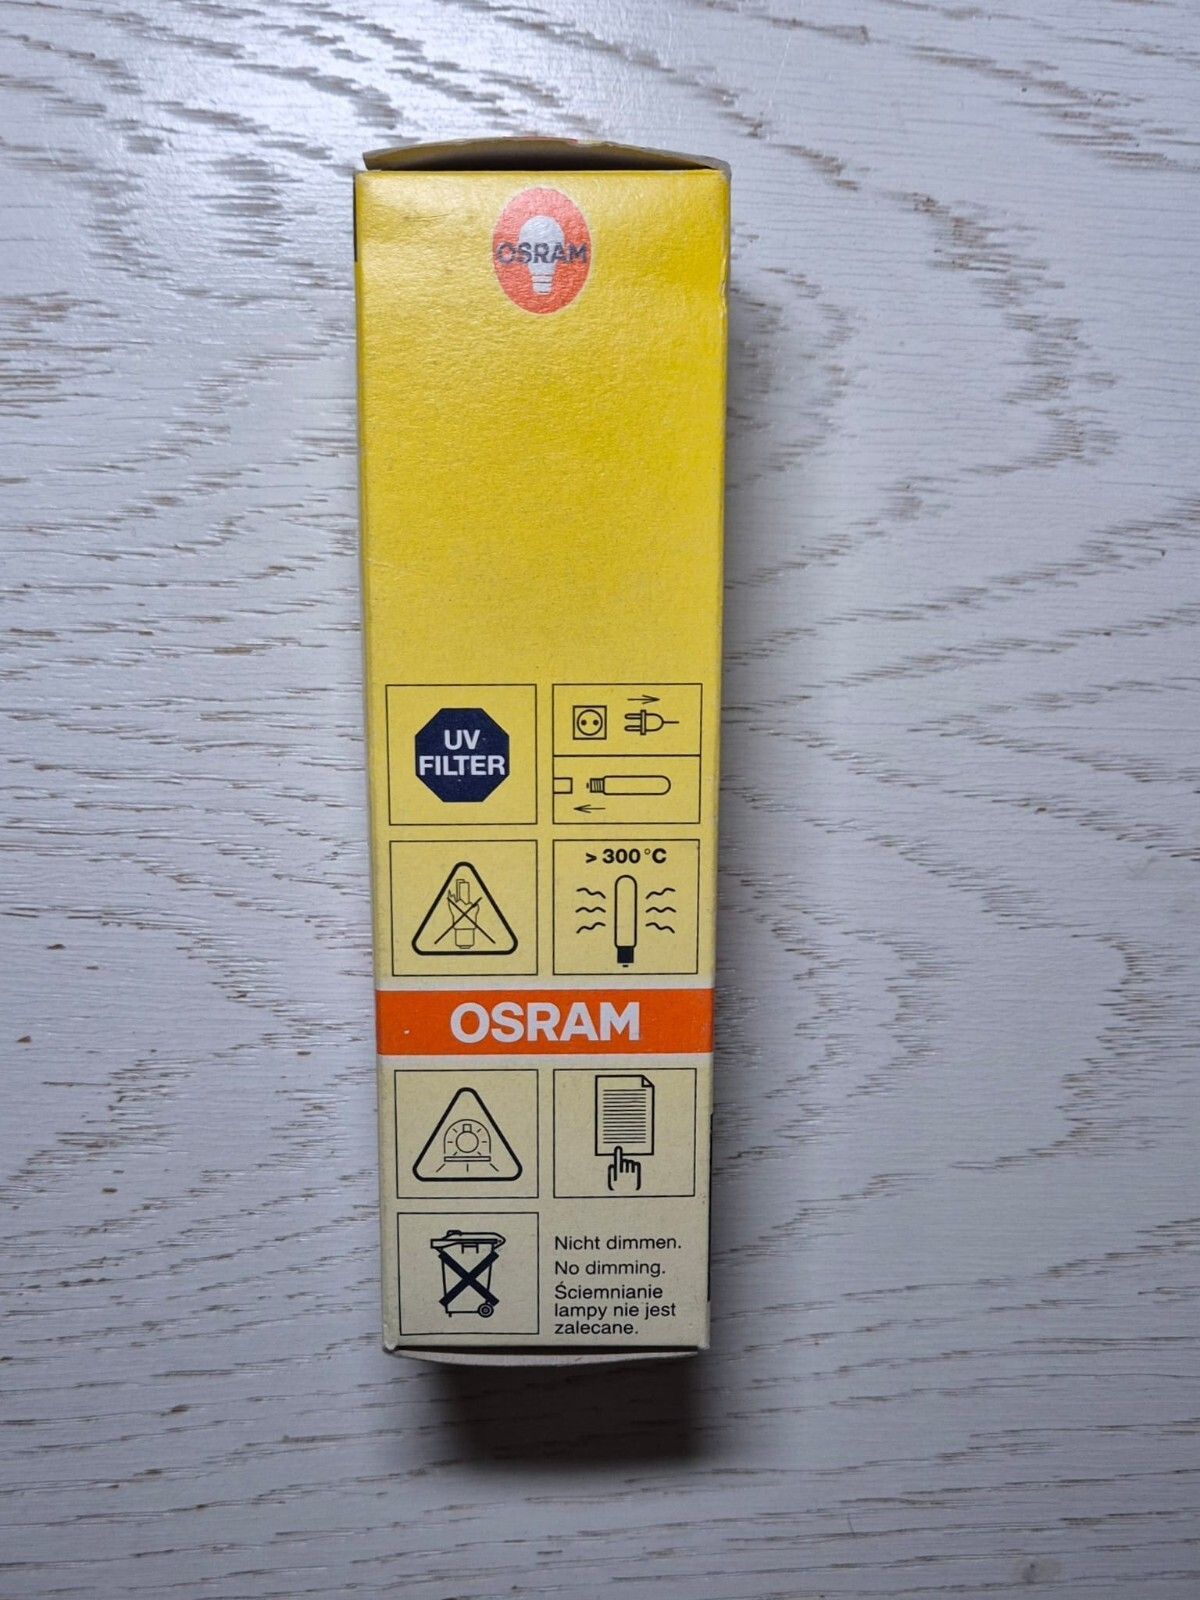 OSRAM
UV
FILTER
> 300 °C
OSRAM
Nicht dimmen.
No dimming.
Ściemnianie
lampy nie jest
zalecane.